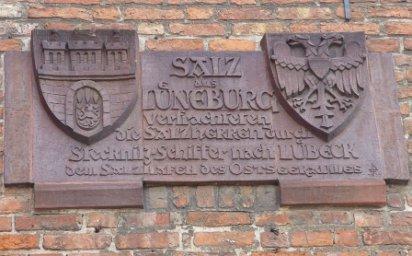 SALZ
aus
LÜNEBURG
verfrachteten
die SALZherren durch
Stecknitz-Schiffer nach LÜBECK
dem SALZhafen des Ostseeraumes